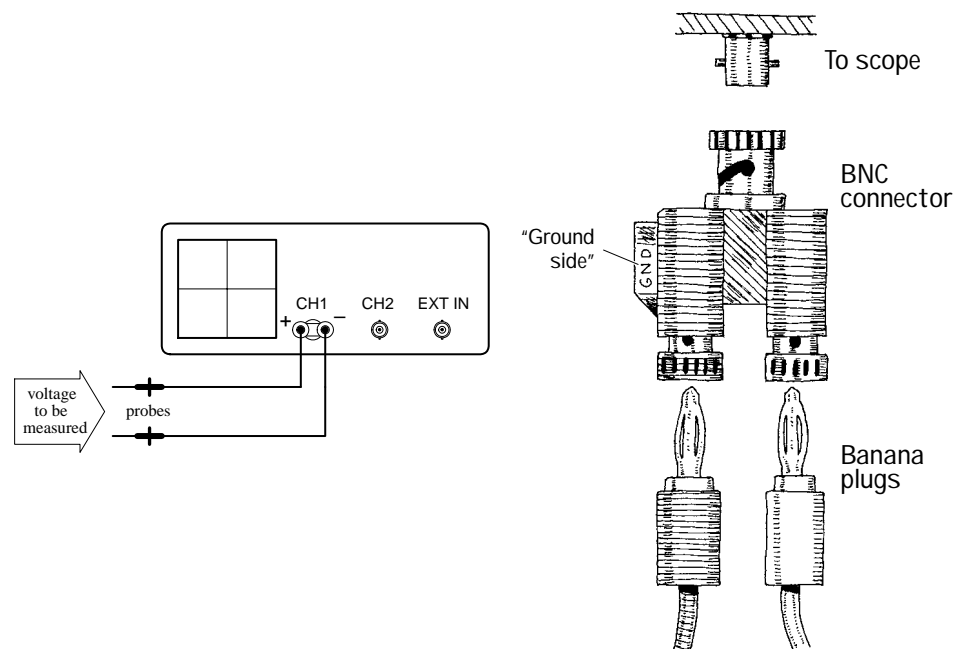 To scope
BNC
connector
"Ground
side"
GND
CH1
CH2
EXT IN
+
–
voltage
to be
measured
probes
Banana
plugs